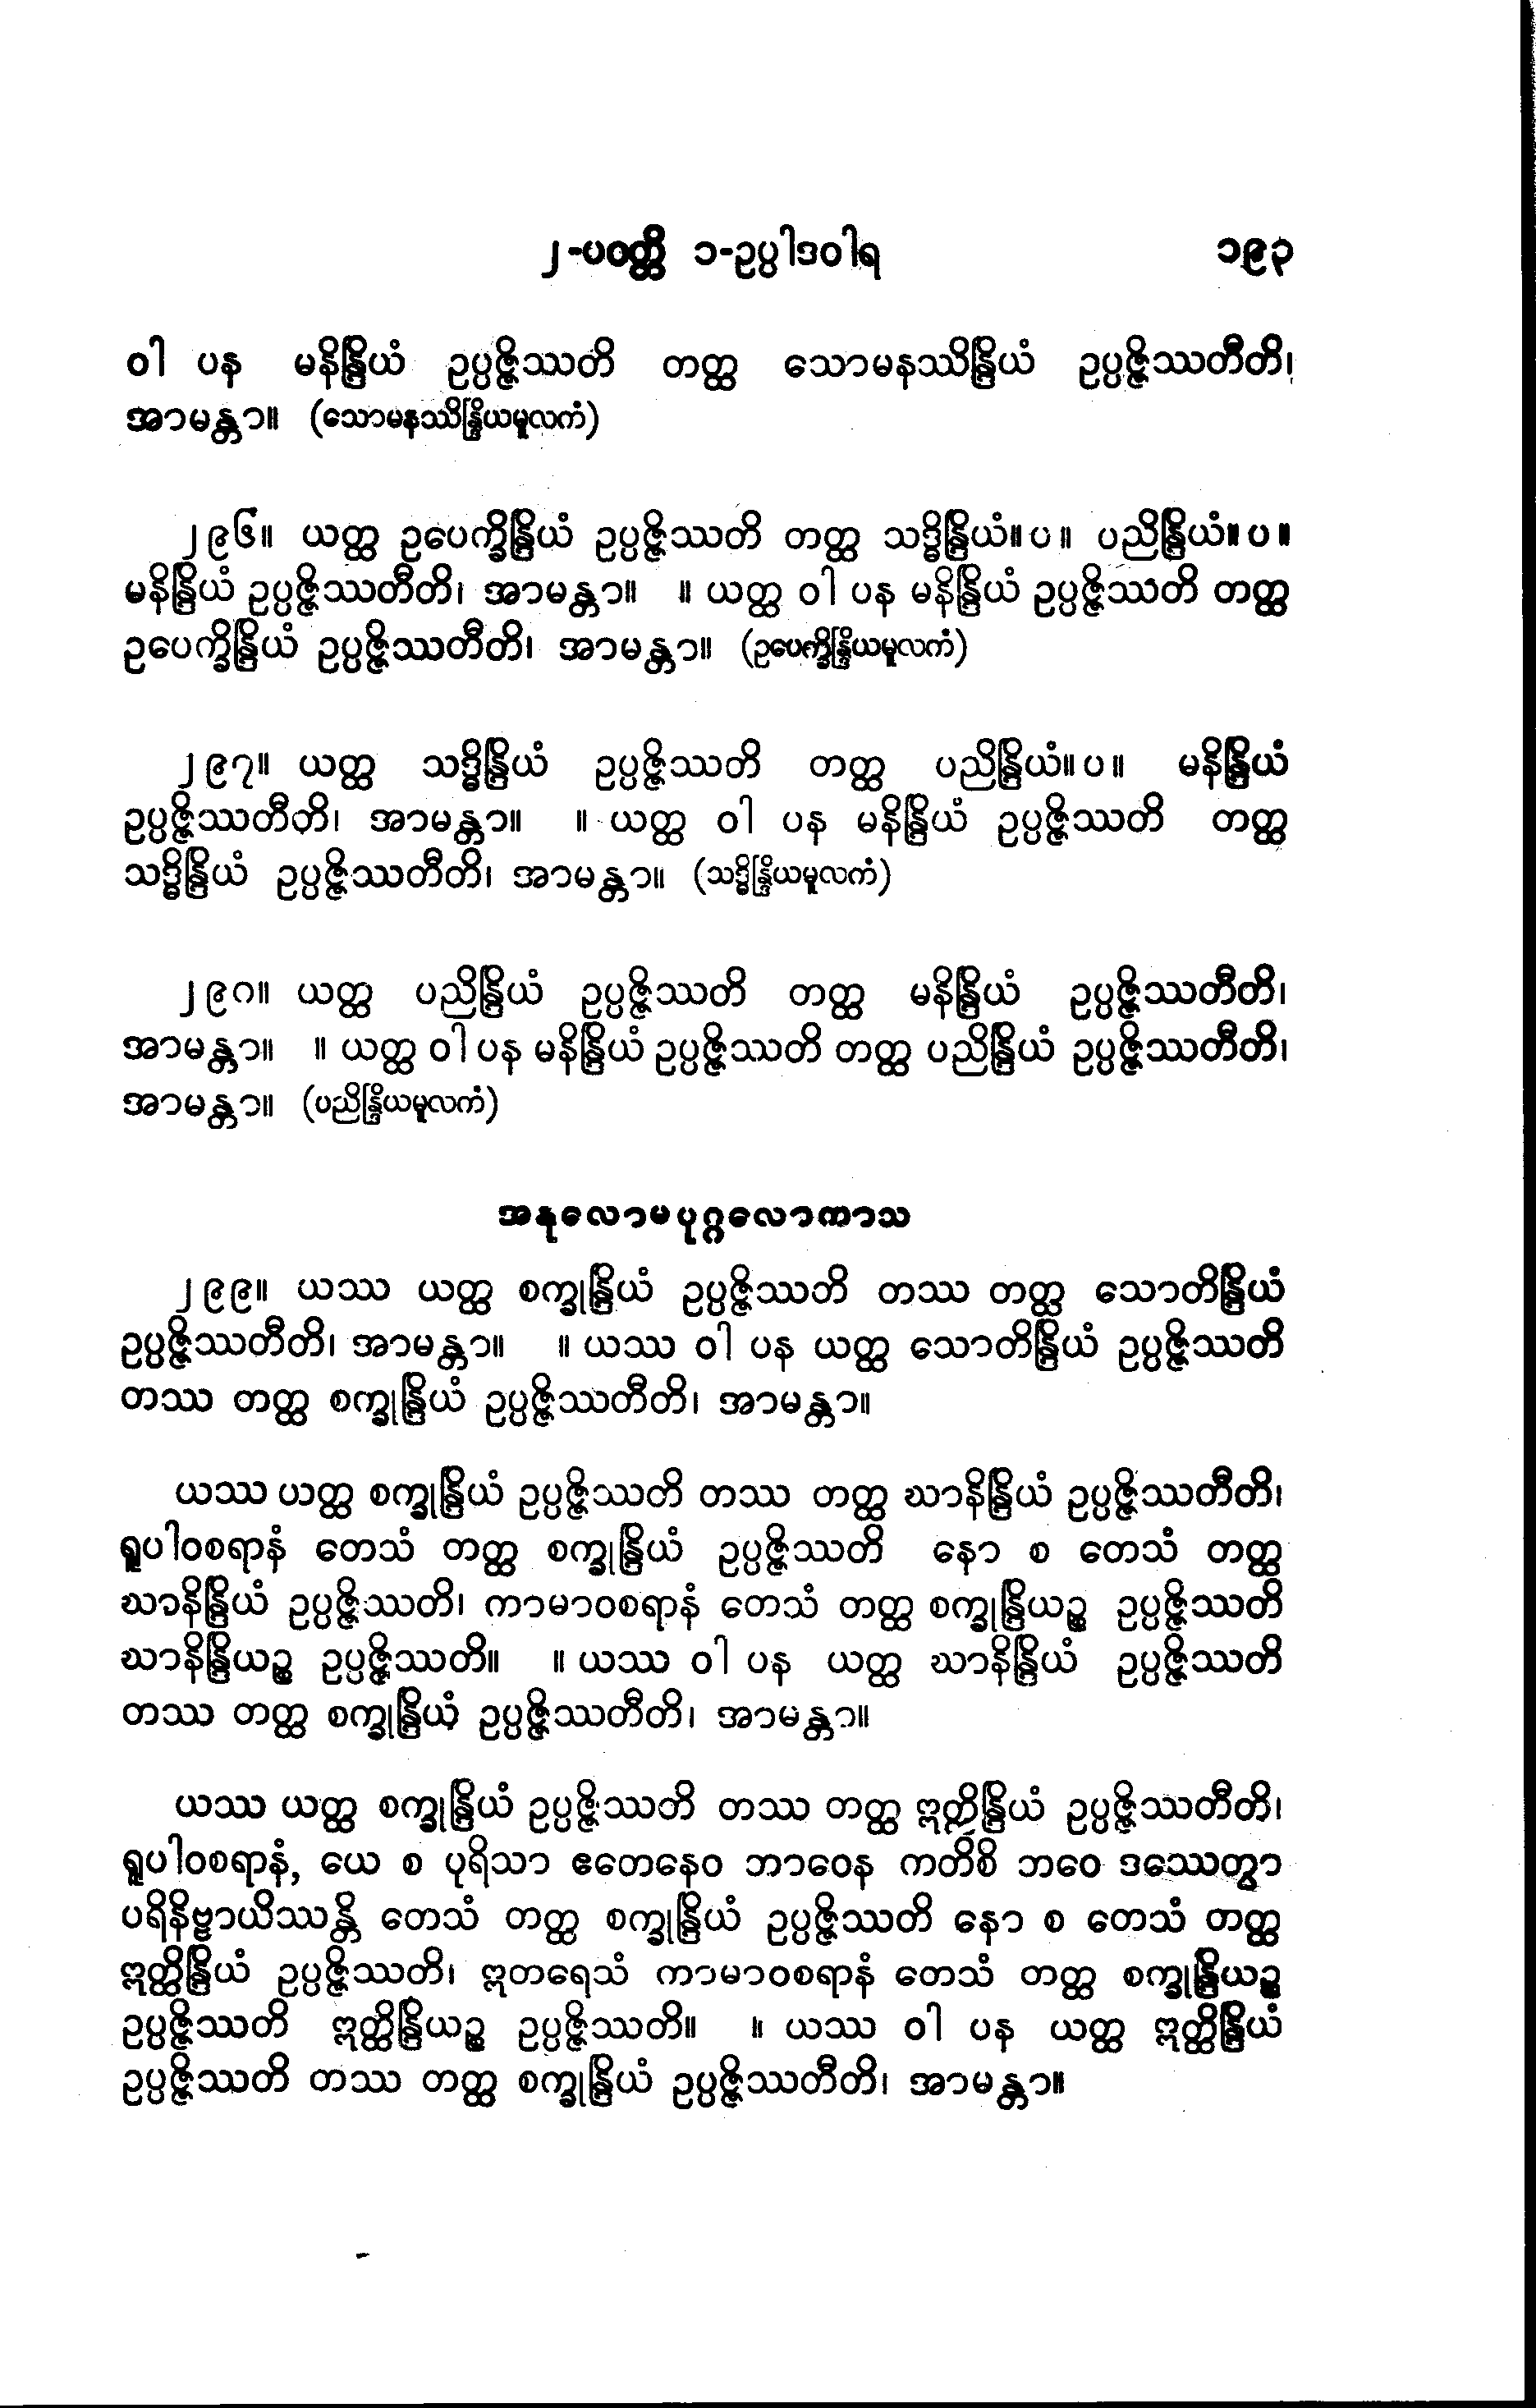 ၂-ပဝတ္တိ ၁-ဥပ္ပါဒဝါရ ၁၉၃
ဝါ ပန မနိန္ဒြိယံ ဥပ္ပဇ္ဇိဿတိ တတ္ထ သောမနဿိန္ဒြိယံ ဥပ္ပဇ္ဇိဿတီတိ၊
အာမန္တာ။ (သောမနဿိန္ဒြိယမူလကံ)
၂၉၆။ ယတ္ထ ဥပေက္ခိန္ဒြိယံ ဥပ္ပဇ္ဇိဿတိ တတ္ထ သဒ္ဓိန္ဒြိယံ။ပ။ ပညိန္ဒြိယံ။ပ။
မနိန္ဒြိယံ ဥပ္ပဇ္ဇိဿတီတိ၊ အာမန္တာ။ ။ ယတ္ထ ဝါ ပန မနိန္ဒြိယံ ဥပ္ပဇ္ဇိဿတိ တတ္ထ
ဥပေက္ခိန္ဒြိယံ ဥပ္ပဇ္ဇိဿတီတိ၊ အာမန္တာ။ (ဥပေက္ခိန္ဒြိယမူလကံ)
၂၉၇။ ယတ္ထ သဒ္ဓိန္ဒြိယံ ဥပ္ပဇ္ဇိဿတိ တတ္ထ ပညိန္ဒြိယံ။ပ။ မနိန္ဒြိယံ
ဥပ္ပဇ္ဇိဿတီတိ၊ အာမန္တာ။ ။ ယတ္ထ ဝါ ပန မနိန္ဒြိယံ ဥပ္ပဇ္ဇိဿတိ တတ္ထ
သဒ္ဓိန္ဒြိယံ ဥပ္ပဇ္ဇိဿတီတိ၊ အာမန္တာ။ (သဒ္ဓိန္ဒြိယမူလကံ)
၂၉၈။ ယတ္ထ ပညိန္ဒြိယံ ဥပ္ပဇ္ဇိဿတိ တတ္ထ မနိန္ဒြိယံ ဥပ္ပဇ္ဇိဿတီတိ၊
အာမန္တာ။ ။ ယတ္ထ ဝါ ပန မနိန္ဒြိယံ ဥပ္ပဇ္ဇိဿတိ တတ္ထ ပညိန္ဒြိယံ ဥပ္ပဇ္ဇိဿတီတိ၊
အာမန္တာ။ (ပညိန္ဒြိယမူလကံ)
အနုလောမပုဂ္ဂလောကာသ
၂၉၉။ ယဿ ယတ္ထ စက္ခုန္ဒြိယံ ဥပ္ပဇ္ဇိဿတိ တဿ တတ္ထ သောတိန္ဒြိယံ
ဥပ္ပဇ္ဇိဿတီတိ၊ အာမန္တာ။ ။ ယဿ ဝါ ပန ယတ္ထ သောတိန္ဒြိယံ ဥပ္ပဇ္ဇိဿတိ
တဿ တတ္ထ စက္ခုန္ဒြိယံ ဥပ္ပဇ္ဇိဿတီတိ၊ အာမန္တာ။
ယဿ ယတ္ထ စက္ခုန္ဒြိယံ ဥပ္ပဇ္ဇိဿတိ တဿ တတ္ထ ဃာနိန္ဒြိယံ ဥပ္ပဇ္ဇိဿတီတိ၊
ရူပါဝစရာနံ တေသံ တတ္ထ စက္ခုန္ဒြိယံ ဥပ္ပဇ္ဇိဿတိ နော စ တေသံ တတ္ထ
ဃာနိန္ဒြိယံ ဥပ္ပဇ္ဇိဿတိ၊ ကာမာဝစရာနံ တေသံ တတ္ထ စက္ခုန္ဒြိယဉ္စ ဥပ္ပဇ္ဇိဿတိ
ဃာနိန္ဒြိယဉ္စ ဥပ္ပဇ္ဇိဿတိ။ ။ ယဿ ဝါ ပန ယတ္ထ ဃာနိန္ဒြိယံ ဥပ္ပဇ္ဇိဿတိ
တဿ တတ္ထ စက္ခုန္ဒြိယံ ဥပ္ပဇ္ဇိဿတီတိ၊ အာမန္တာ။
ယဿ ယတ္ထ စက္ခုန္ဒြိယံ ဥပ္ပဇ္ဇိဿတိ တဿ တတ္ထ ဣတ္ထိန္ဒြိယံ ဥပ္ပဇ္ဇိဿတီတိ၊
ရူပါဝစရာနံ, ယေ စ ပုရိသာ ဧတေနေဝ ဘာဝေန ကတိစိ ဘဝေ ဒဿေတွာ
ပရိနိဗ္ဗာယိဿန္တိ တေသံ တတ္ထ စက္ခုန္ဒြိယံ ဥပ္ပဇ္ဇိဿတိ နော စ တေသံ တတ္ထ
ဣတ္ထိန္ဒြိယံ ဥပ္ပဇ္ဇိဿတိ၊ ဣတရေသံ ကာမာဝစရာနံ တေသံ တတ္ထ စက္ခုန္ဒြိယဉ္စ
ဥပ္ပဇ္ဇိဿတိ ဣတ္ထိန္ဒြိယဉ္စ ဥပ္ပဇ္ဇိဿတိ။ ။ ယဿ ဝါ ပန ယတ္ထ ဣတ္ထိန္ဒြိယံ
ဥပ္ပဇ္ဇိဿတိ တဿ တတ္ထ စက္ခုန္ဒြိယံ ဥပ္ပဇ္ဇိဿတီတိ၊ အာမန္တာ။